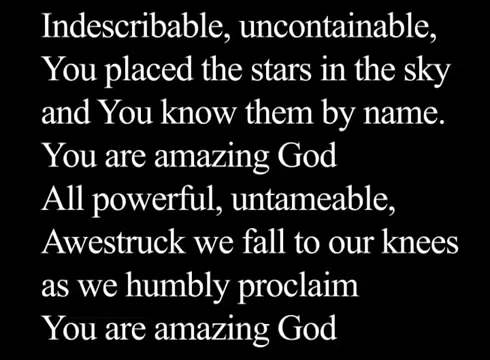 Indescribable, uncontainable,
You placed the stars in the sky
and You know them by name.
You are amazing God
All powerful, untameable,
Awestruck we fall to our knees
as we humbly proclaim
You are amazing God